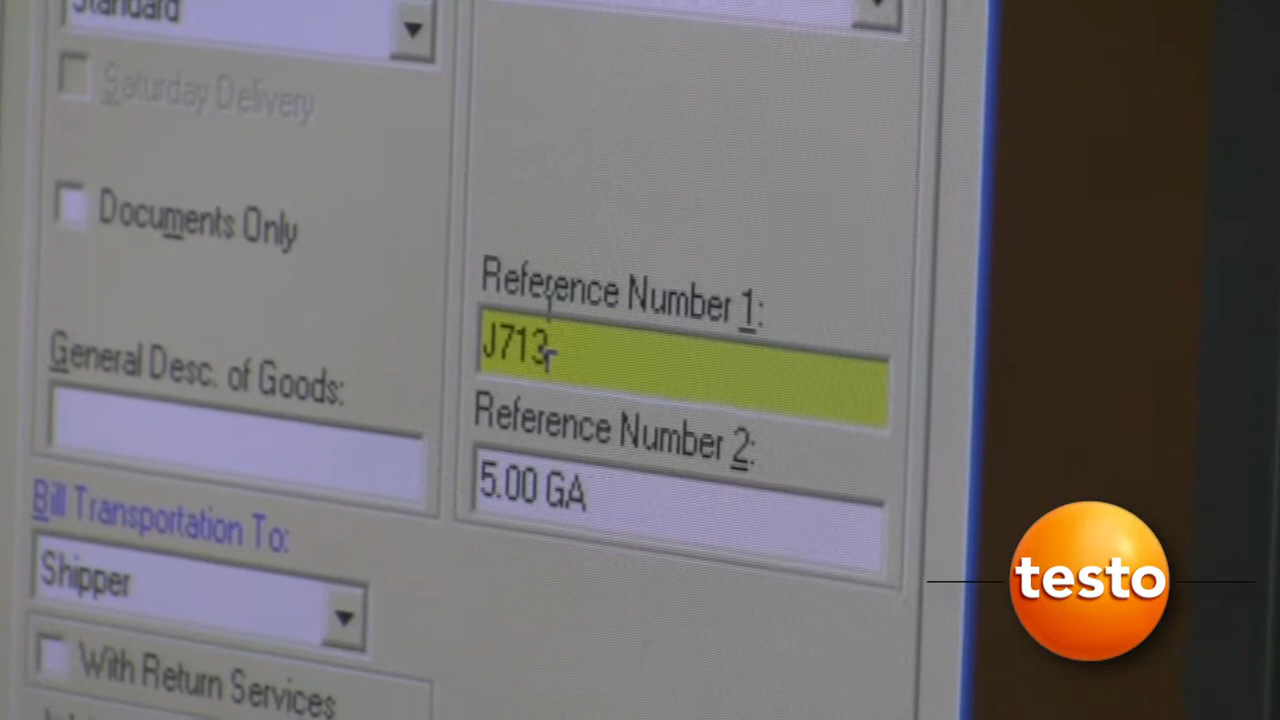 Standard
Saturday Delivery
Documents Only
General Desc. of Goods:
Bill Transportation To:
Shipper
With Return Services
Reference Number 1:
J713
Reference Number 2:
5.00 GA
testo